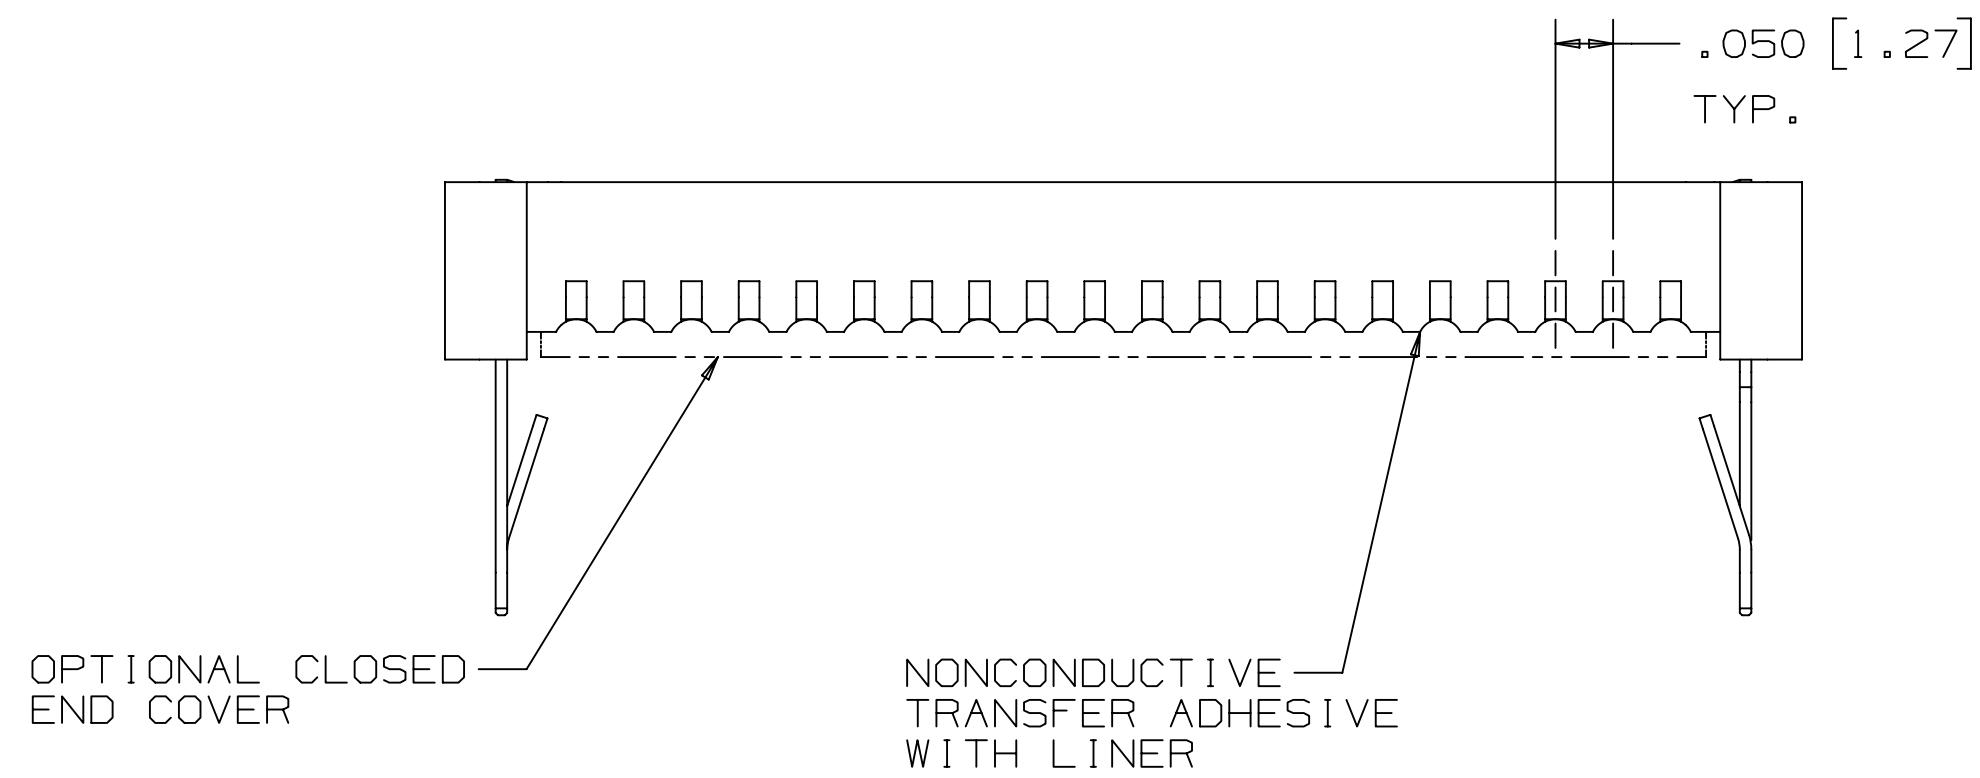 .050 [1.27]
TYP.
OPTIONAL CLOSED
END COVER
NONCONDUCTIVE
TRANSFER ADHESIVE
WITH LINER